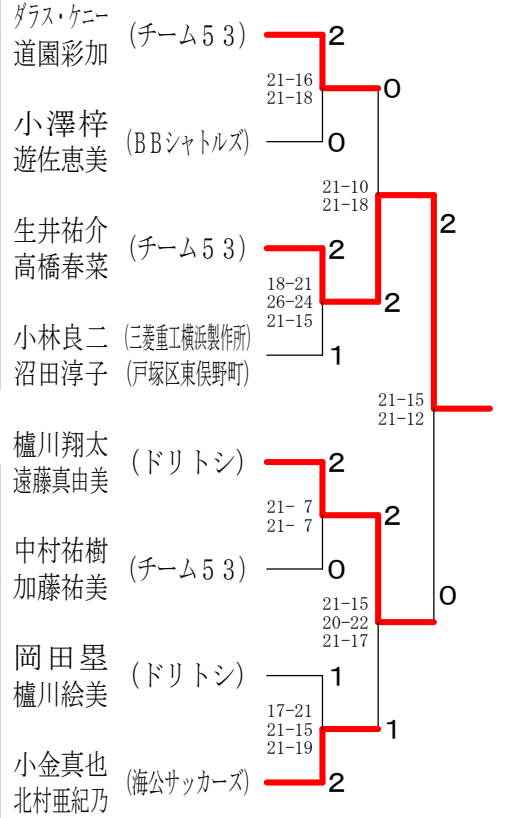 ダラス・ケニー
道園彩加
(チーム５３)
2
21-16
21-18
0
小澤梓
遊佐恵美
(ＢＢシャトルズ)
0
21-10
21-18
2
生井祐介
高橋春菜
(チーム５３)
2
18-21
26-24
21-15
2
小林良二
沼田淳子
(三菱重工横浜製作所)
(戸塚区東俣野町)
1
21-15
21-12
櫨川翔太
遠藤真由美
(ドリトシ)
2
21- 7
21- 7
2
中村祐樹
加藤祐美
(チーム５３)
0
21-15
20-22
21-17
0
岡田塁
櫨川絵美
(ドリトシ)
1
17-21
21-15
21-19
1
小金真也
北村亜紀乃
(海公サッカーズ)
2